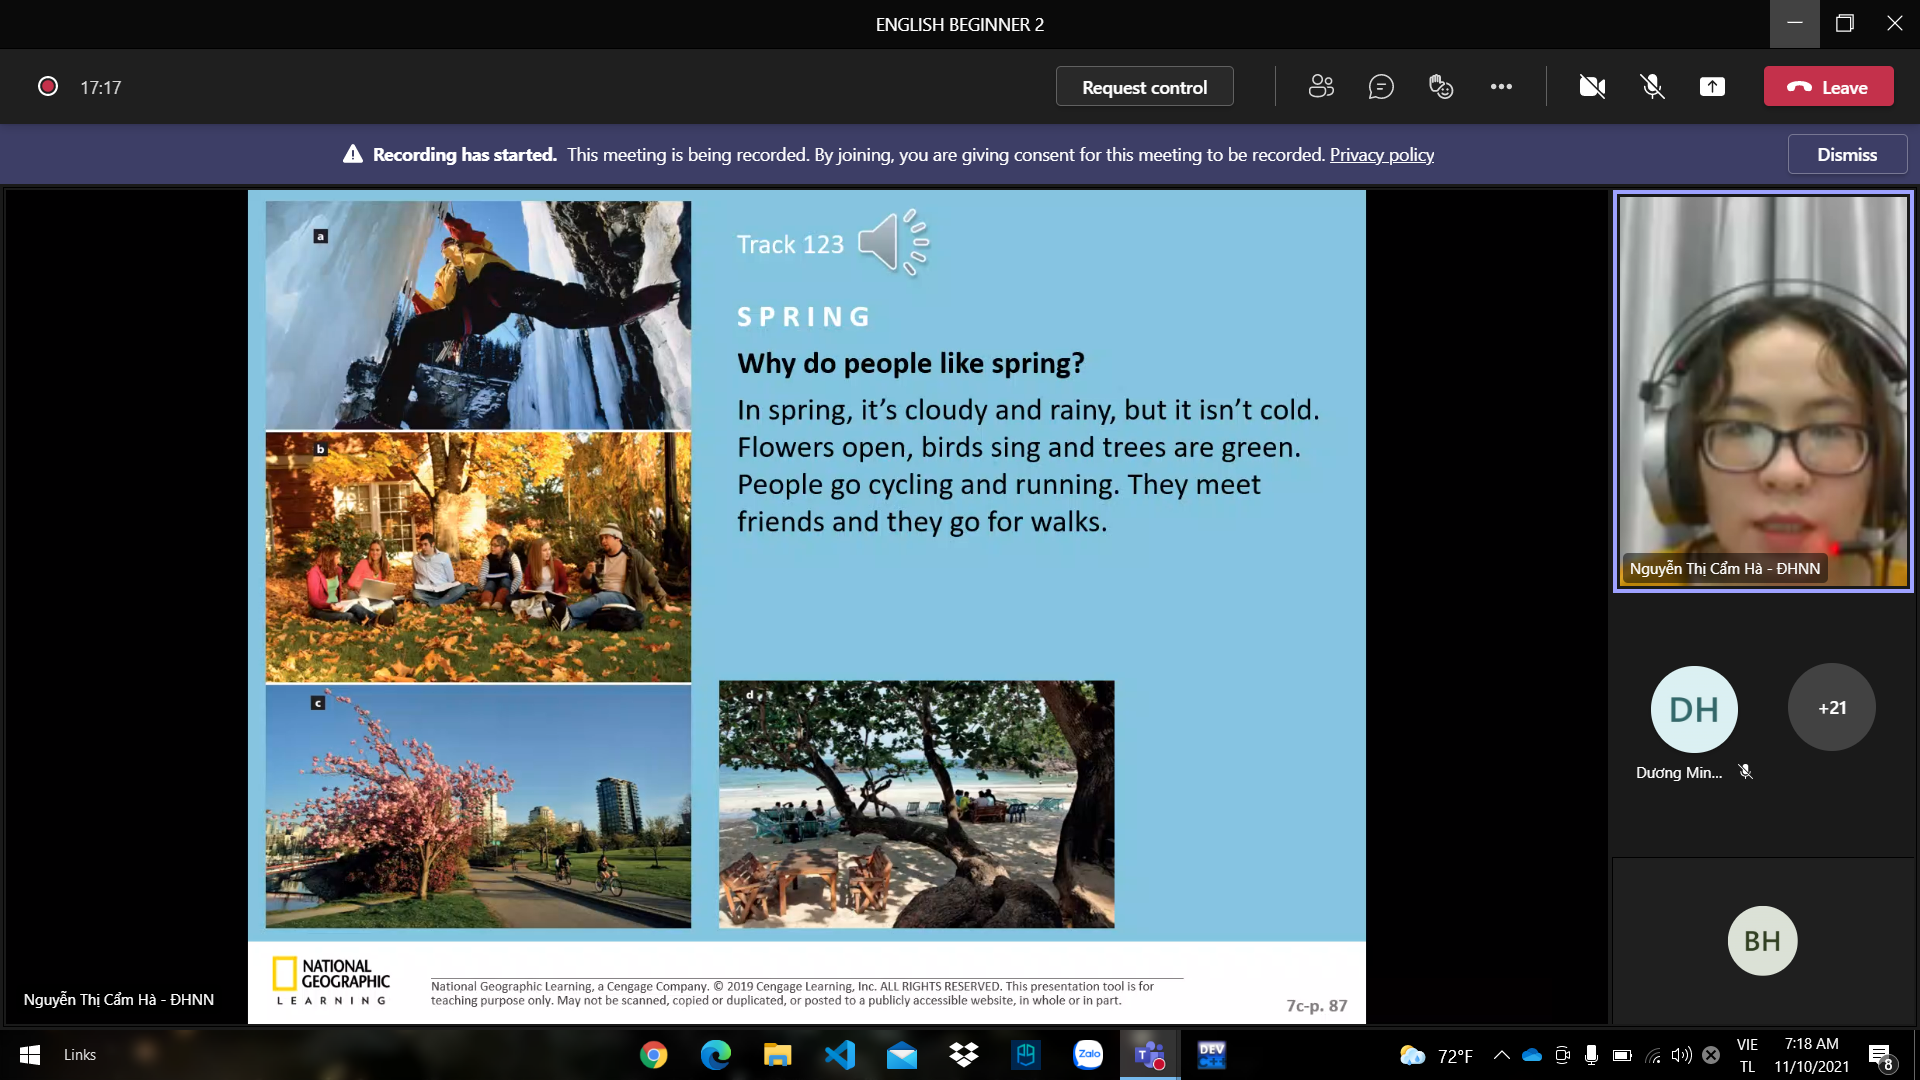 ENGLISH BEGINNER 2
17:17
Request control
Leave
Recording has started. This meeting is being recorded. By joining, you are giving consent for this meeting to be recorded. Privacy policy
Dismiss
a
b
c
d
Track 123
SPRING
Why do people like spring?
In spring, it's cloudy and rainy, but it isn't cold.
Flowers open, birds sing and trees are green.
People go cycling and running. They meet
friends and they go for walks.
NATIONAL
GEOGRAPHIC
LEARNING
National Geographic Learning, a Cengage Company. © 2019 Cengage Learning, Inc. ALL RIGHTS RESERVED. This presentation tool is for
teaching purpose only. May not be scanned, copied or duplicated, or posted to a publicly accessible website, in whole or in part.
7c-p. 87
Nguyễn Thị Cẩm Hà - ĐHNN
Nguyễn Thị Cẩm Hà - ĐHNN
DH
+21
Dương Min...
BH
Links
Zalo
DEV
C++
72°F
VIE
TL
7:18 AM
11/10/2021
8